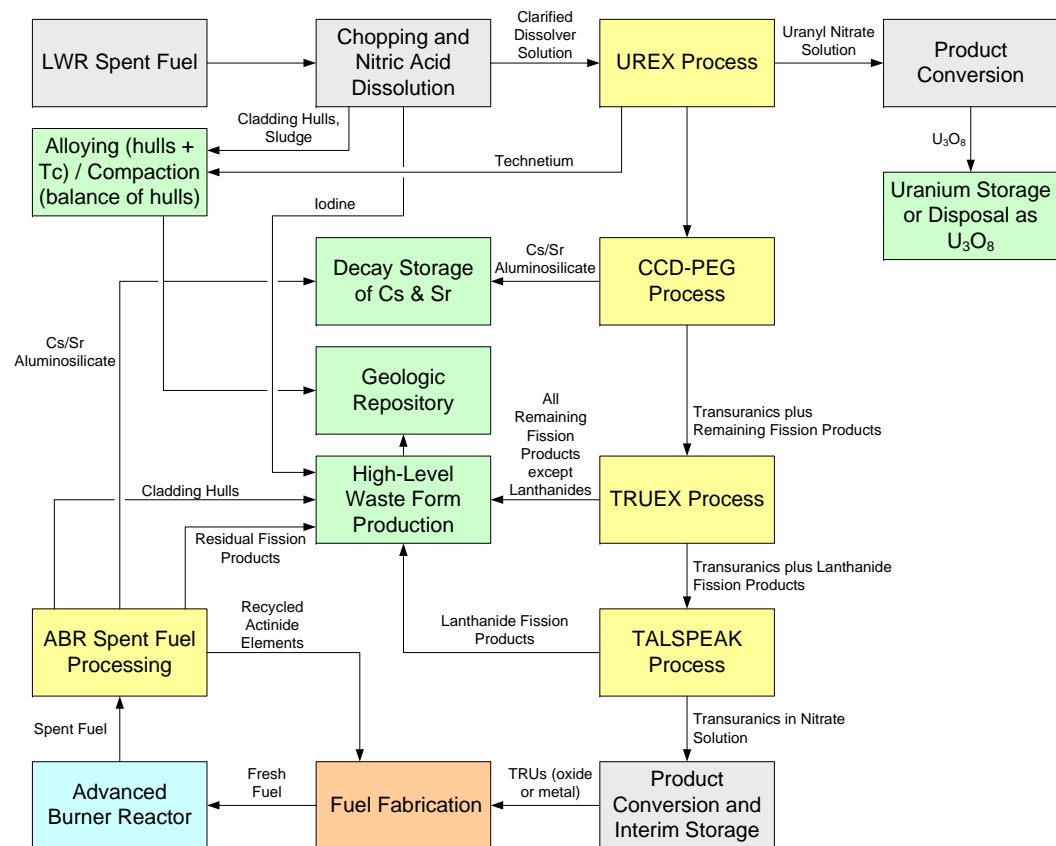 LWR Spent Fuel
Chopping and
Nitric Acid
Dissolution
Clarified
Dissolver
Solution
UREX Process
Uranyl Nitrate
Solution
Product
Conversion
Cladding Hulls,
Sludge
Alloying (hulls +
Tc) / Compaction
(balance of hulls)
Technetium
U₃O₈
Iodine
Uranium Storage
or Disposal as
U₃O₈
Decay Storage
of Cs & Sr
Cs/Sr
Aluminosilicate
CCD-PEG
Process
Cs/Sr
Aluminosilicate
Geologic
Repository
All
Remaining
Fission
Products
except
Lanthanides
Transuranics plus
Remaining Fission Products
Cladding Hulls
High-Level
Waste Form
Production
TRUEX Process
Residual Fission
Products
Transuranics plus Lanthanide
Fission Products
ABR Spent Fuel
Processing
Recycled
Actinide
Elements
Lanthanide Fission
Products
TALSPEAK
Process
Spent Fuel
Transuranics in Nitrate
Solution
Advanced
Burner Reactor
Fresh
Fuel
Fuel Fabrication
TRUs (oxide
or metal)
Product
Conversion and
Interim Storage